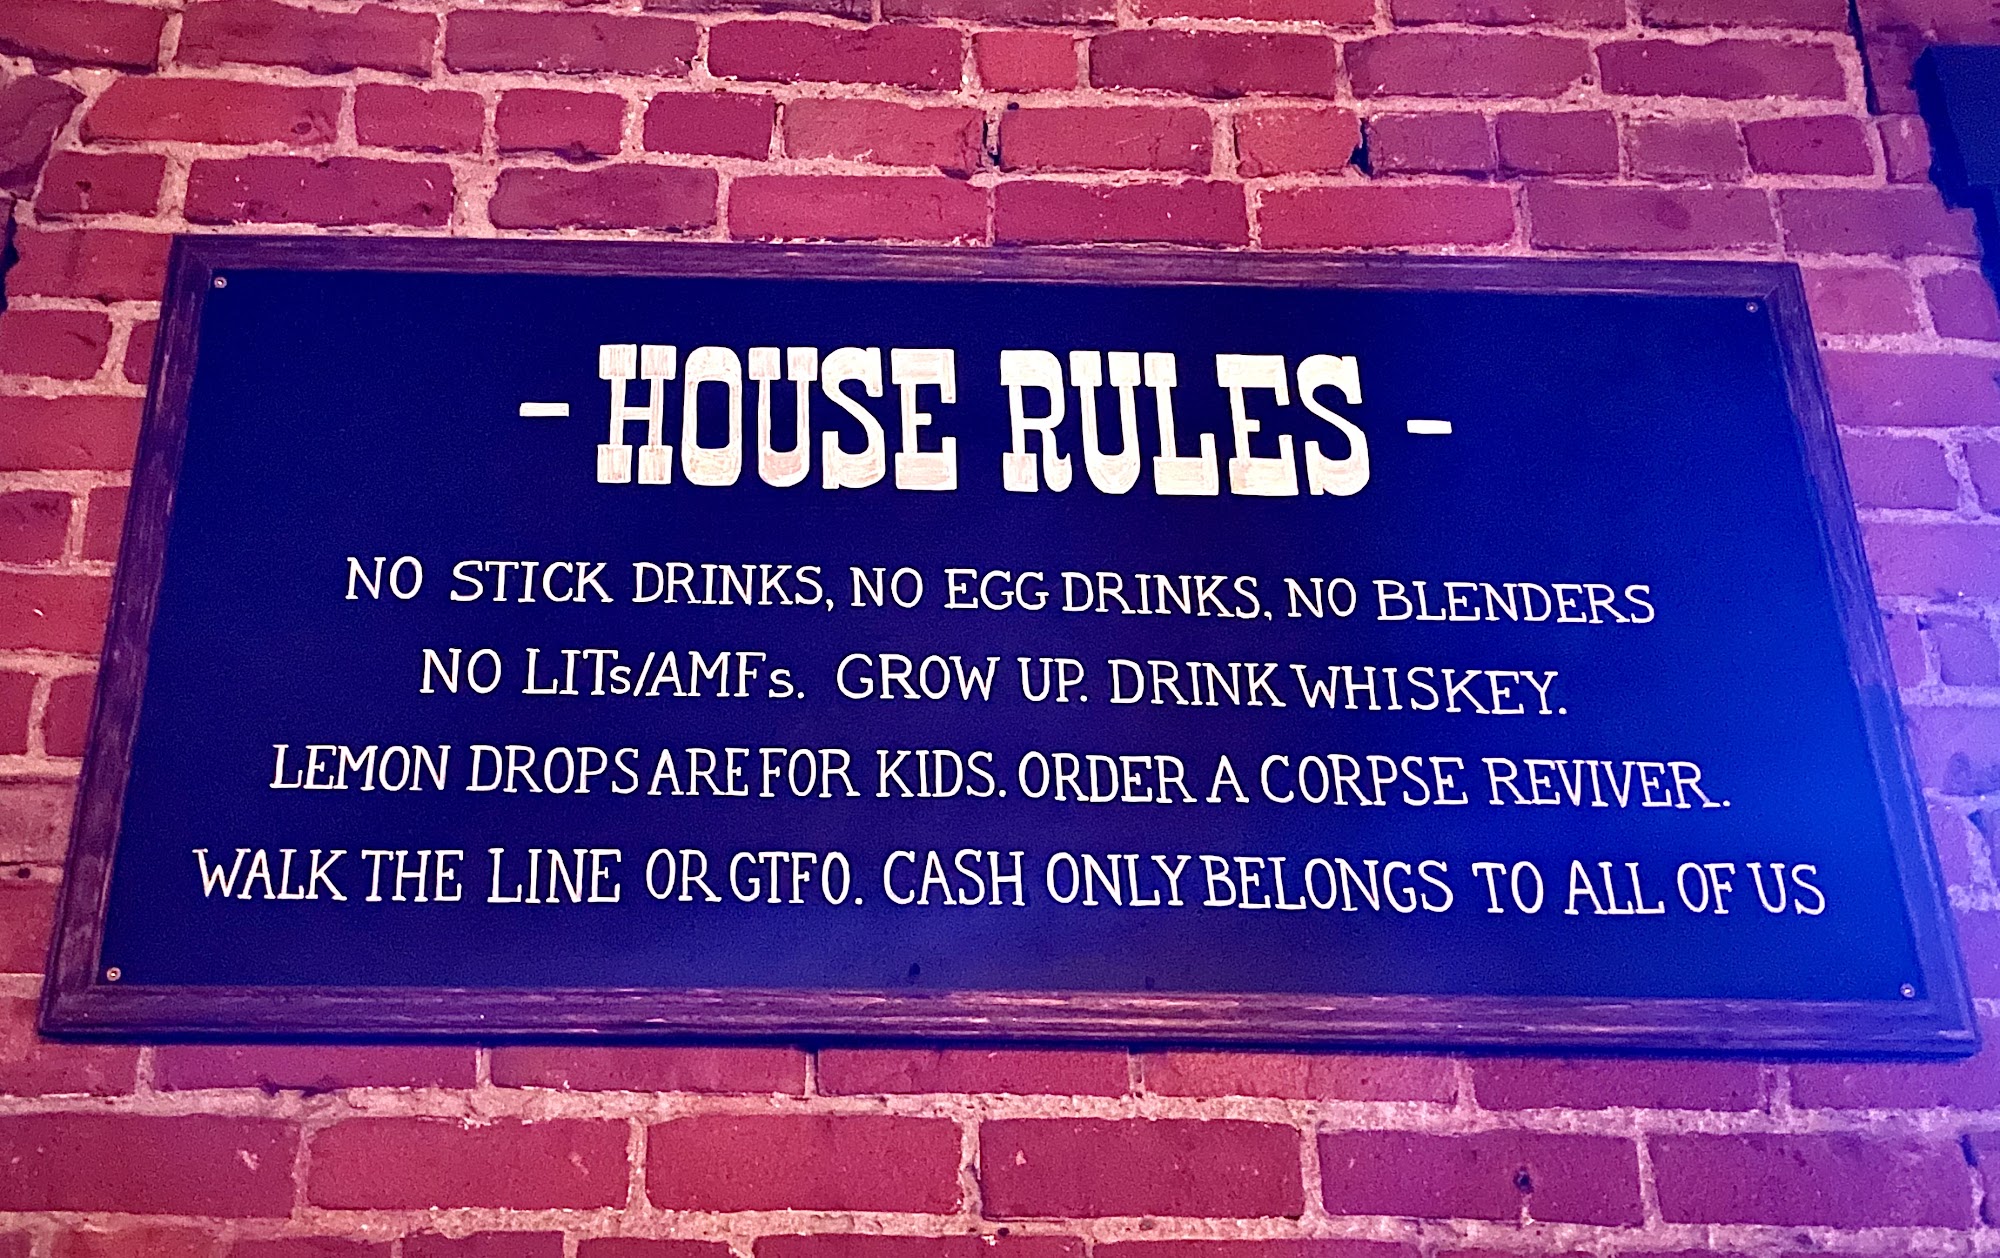 - HOUSE RULES -
NO STICK DRINKS, NO EGG DRINKS, NO BLENDERS
NO LITs/AMFs. GROW UP. DRINK WHISKEY.
LEMON DROPS ARE FOR KIDS. ORDER A CORPSE REVIVER.
WALK THE LINE OR GTFO. CASH ONLY BELONGS TO ALL OF US